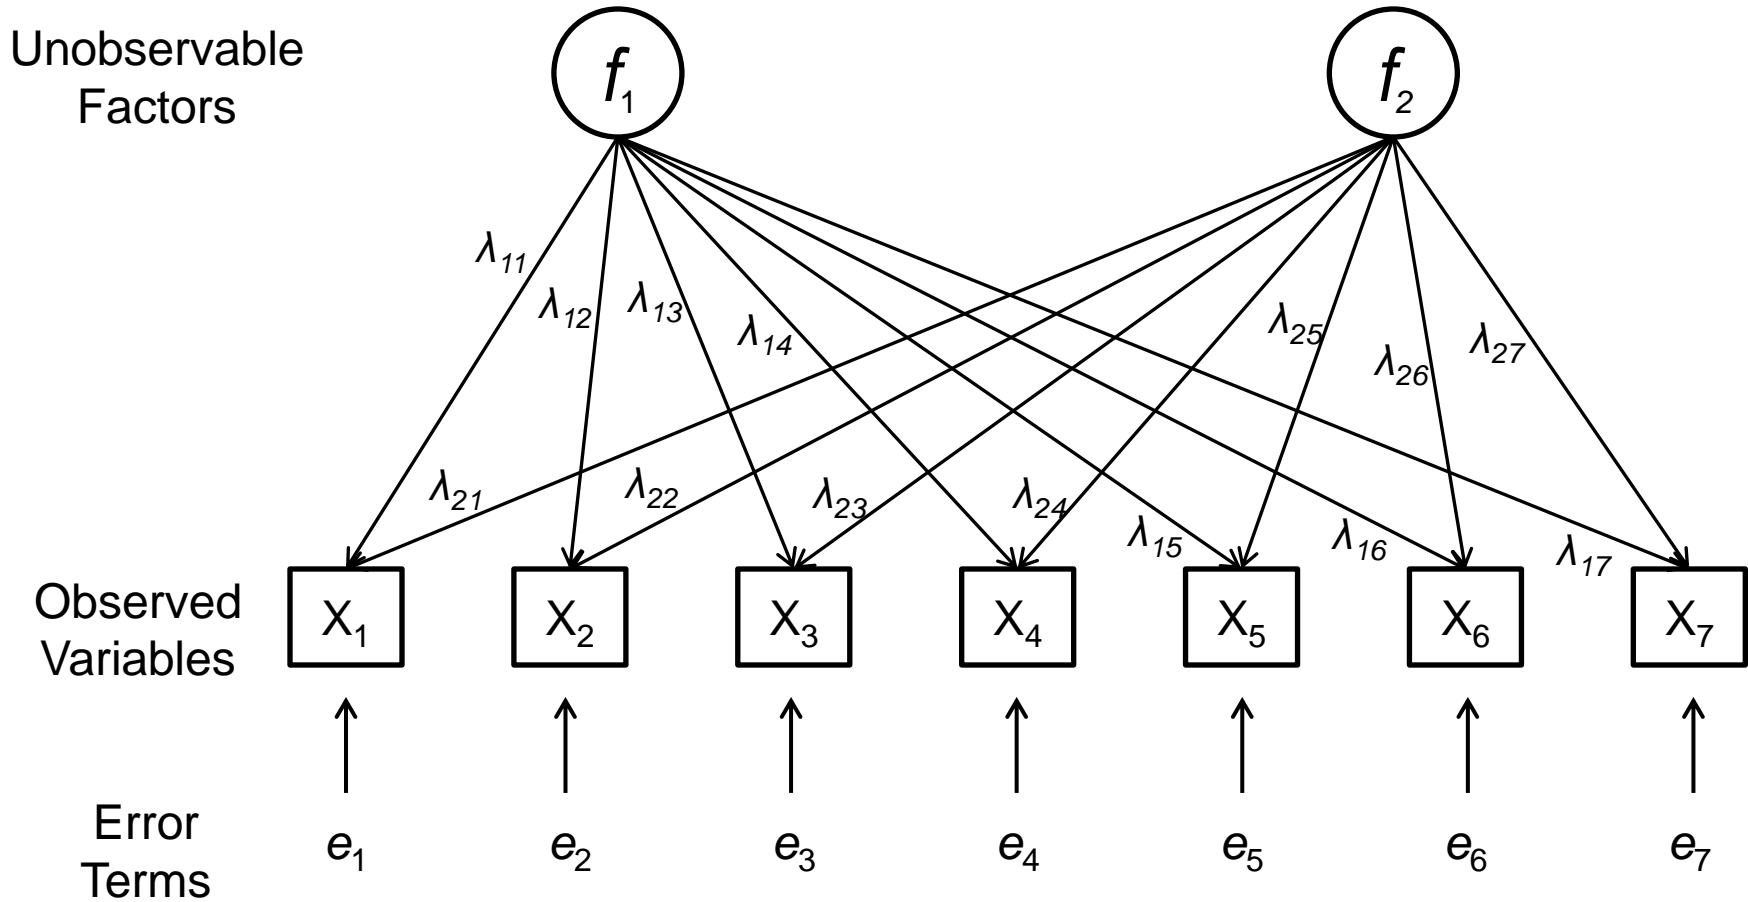 Unobservable
Factors
f₁
f₂
λ₁₁
λ₁₂
λ₁₃
λ₁₄
λ₂₅
λ₂₆
λ₂₇
λ₂₁
λ₂₂
λ₂₃
λ₂₄
λ₁₅
λ₁₆
λ₁₇
Observed
Variables
X₁ X₂ X₃ X₄ X₅ X₆ X₇
Error
Terms
e₁ e₂ e₃ e₄ e₅ e₆ e₇